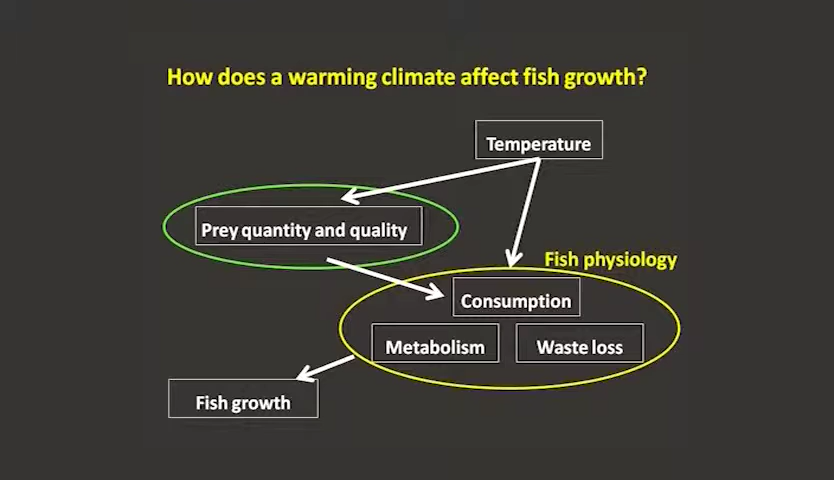 How does a warming climate affect fish growth?
Temperature
Prey quantity and quality
Fish physiology
Consumption
Metabolism
Waste loss
Fish growth